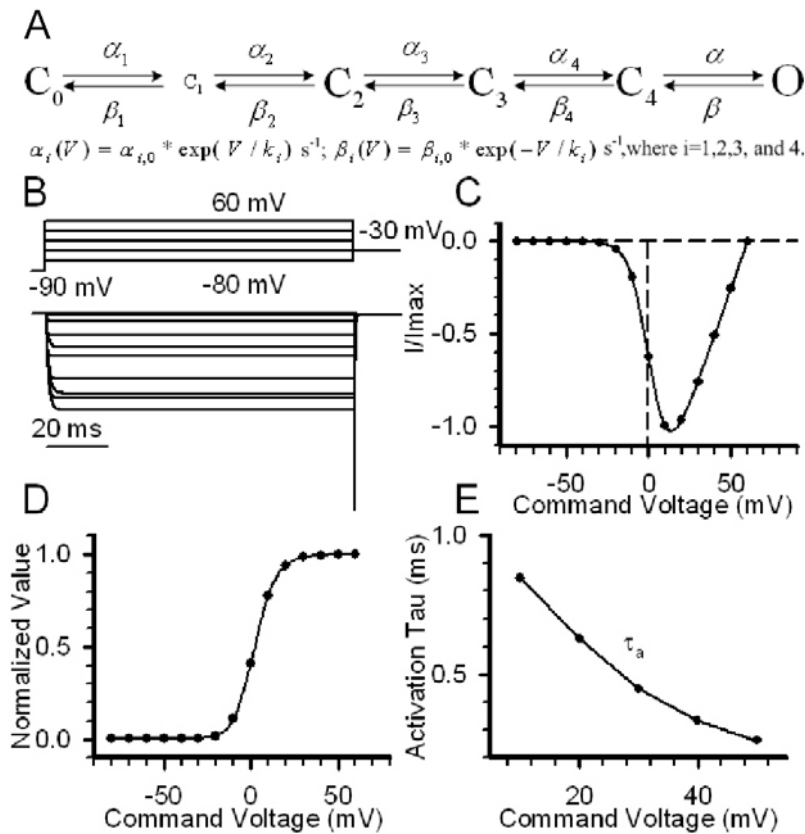 A
α₁ α₂ α₃ α₄ α
C₀ C₁ C₂ C₃ C₄ O
β₁ β₂ β₃ β₄ β
αᵢ(V) = αᵢ,₀ * exp( V / kᵢ) s⁻¹; βᵢ(V) = βᵢ,₀ * exp(−V / kᵢ) s⁻¹,where i=1,2,3, and 4.
B
60 mV
-30 mV
-90 mV
-80 mV
20 ms
C
I/Imax
0.0
-0.5
-1.0
-50 0 50
Command Voltage (mV)
D
Normalized Value
1.0
0.5
0.0
-50 0 50
Command Voltage (mV)
E
Activation Tau (ms)
1.0
0.5
τₐ
20 40
Command Voltage (mV)